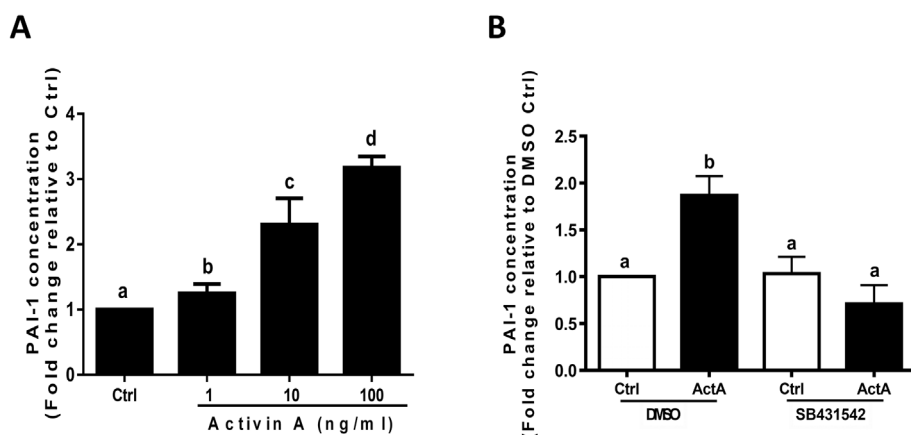 A
PAI-1 concentration
(Fold change relative to Ctrl)
4
3
2
1
0
a
b
c
d
Ctrl
1
10
100
Activin A (ng/ml)
B
PAI-1 concentration
(Fold change relative to DMSO Ctrl)
2.5
2.0
1.5
1.0
0.5
0.0
a
b
a
a
Ctrl
ActA
Ctrl
ActA
DMSO
SB431542